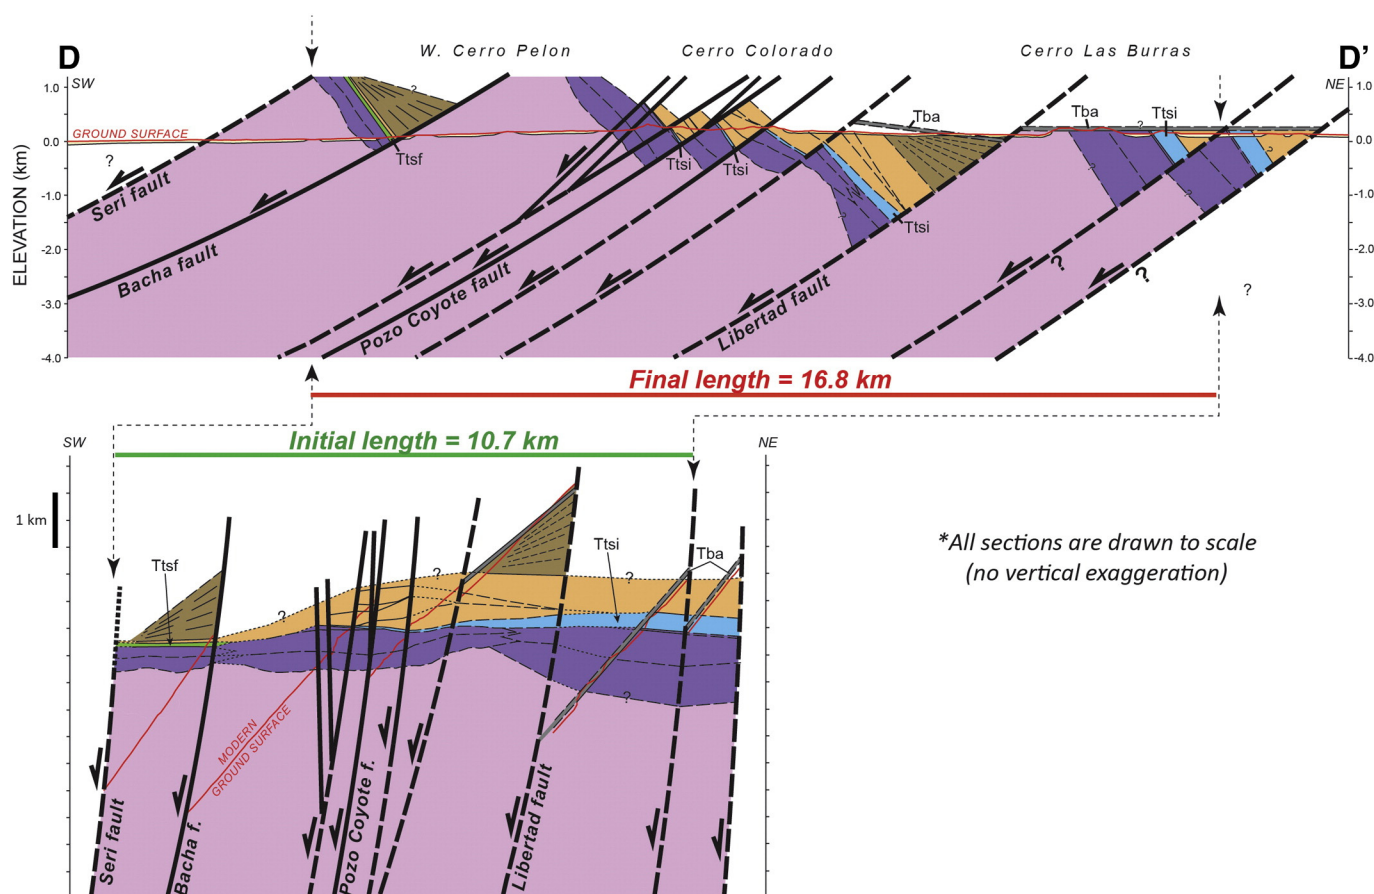 D
D'
W. Cerro Pelon
Cerro Colorado
Cerro Las Burras
SW
NE
ELEVATION (km)
1.0
0.0
-1.0
-2.0
-3.0
-4.0
1.0
0.0
-1.0
-2.0
-3.0
-4.0
GROUND SURFACE
?
?
Ttsf
Ttsi
Ttsi
Tba
Ttsi
Tba
?
Ttsi
?
?
?
?
?
?
?
?
Seri fault
Bacha fault
Pozo Coyote fault
Libertad fault
Final length = 16.8 km
Initial length = 10.7 km
SW
NE
1 km
Ttsf
?
?
Ttsi
?
Tba
?
MODERN
GROUND SURFACE
Seri fault
Bacha f.
Pozo Coyote f.
Libertad fault
*All sections are drawn to scale
(no vertical exaggeration)